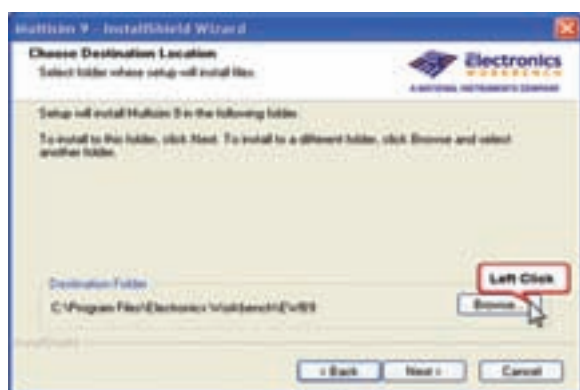 Multisim 9 - InstallShield Wizard
Choose Destination Location
Select folder where setup will install files.
Electronics
WORKBENCH
A NATIONAL INSTRUMENTS COMPANY
Setup will install Multisim 9 in the following folder.
To install to this folder, click Next. To install to a different folder, click Browse and select
another folder.
Left Click
Destination Folder
C:\Program Files\Electronics Workbench\EWB9
Browse...
InstallShield
< Back
Next >
Cancel